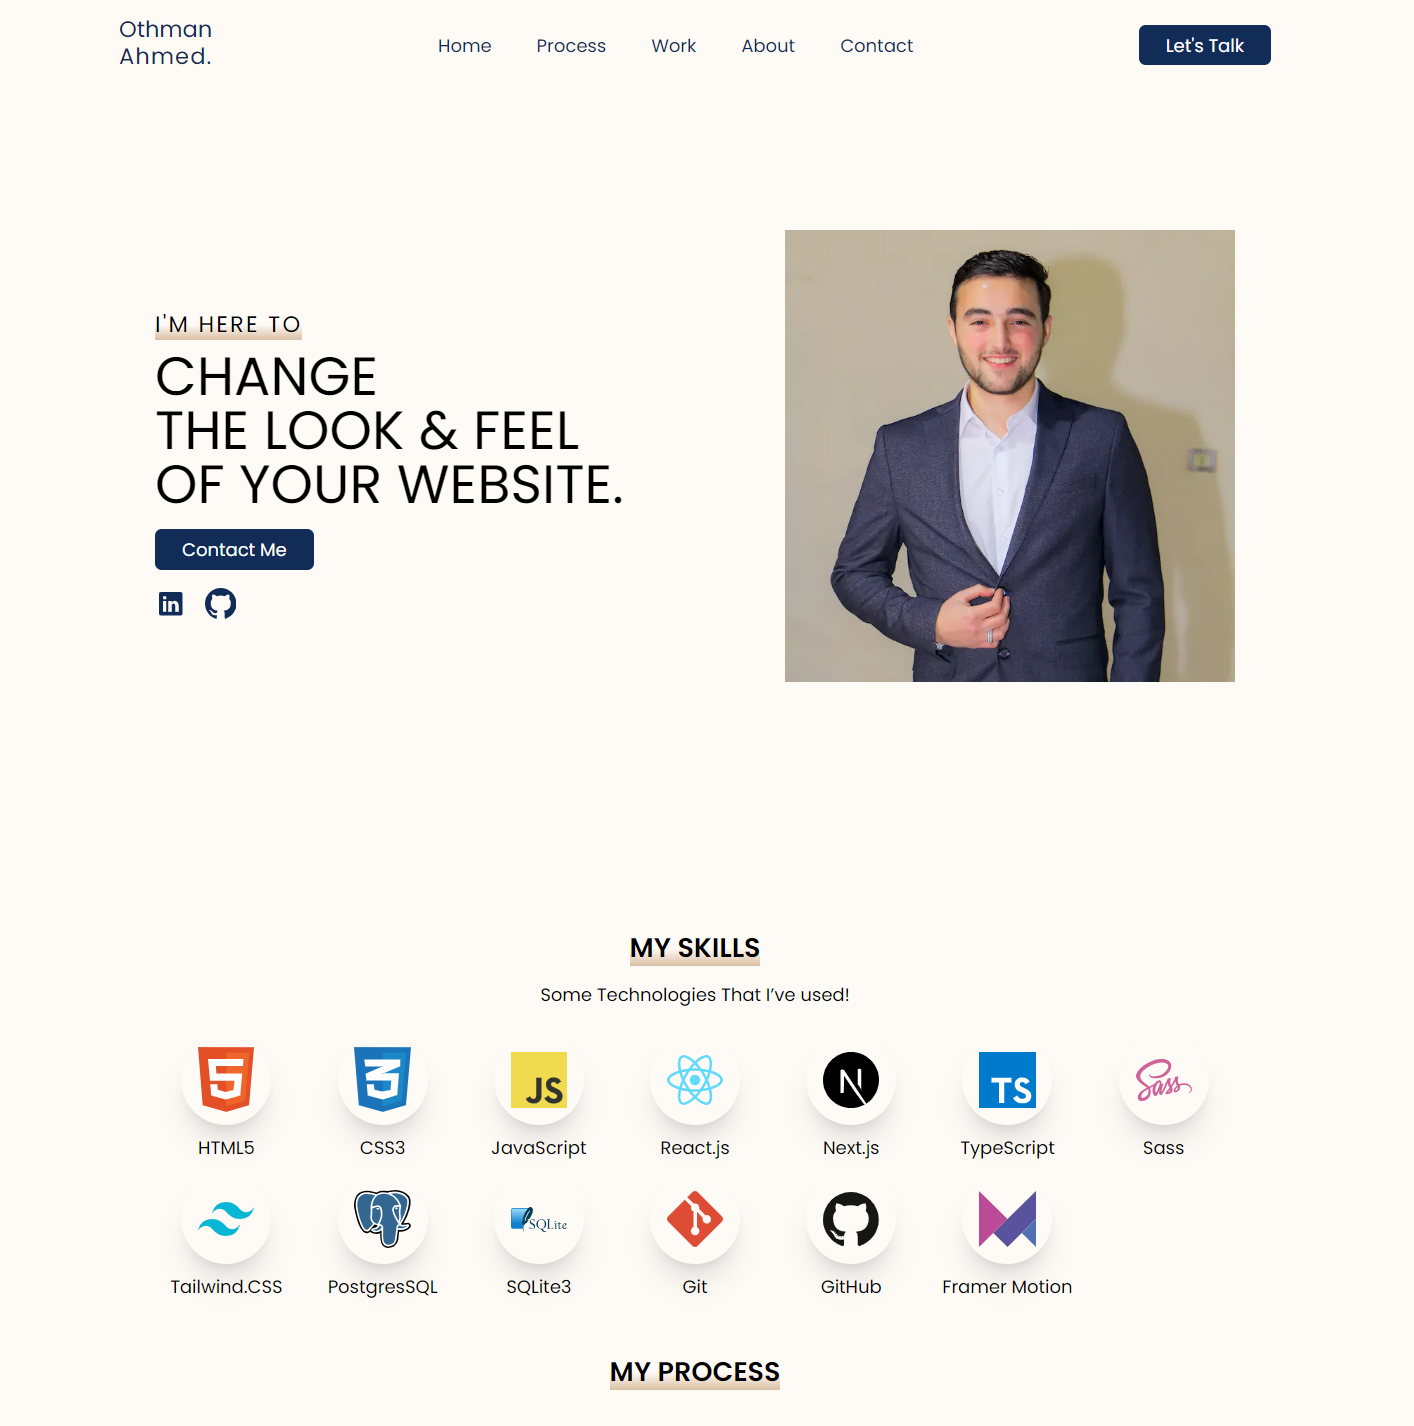 Othman
Ahmed.
Home Process Work About Contact
Let's Talk
I'M HERE TO
CHANGE
THE LOOK & FEEL
OF YOUR WEBSITE.
Contact Me
in
MY SKILLS
Some Technologies That I’ve used!
5 3 JS N TS Sass
HTML5 CSS3 JavaScript React.js Next.js TypeScript Sass
SQLite
Tailwind.CSS PostgresSQL SQLite3 Git GitHub Framer Motion
MY PROCESS